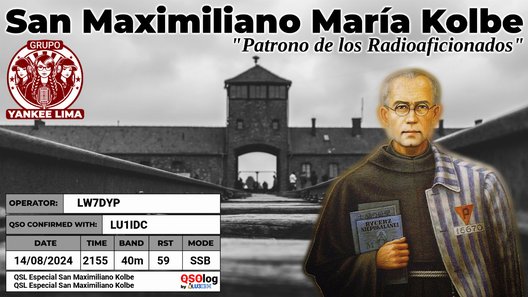 San Maximiliano María Kolbe
"Patrono de los Radioaficionados"
GRUPO
YANKEE LIMA
RYCERZ
NIEPOKALANEJ
P
16670
OPERATOR: LW7DYP
QSO CONFIRMED WITH: LU1IDC
DATE TIME BAND RST MODE
14/08/2024 2155 40m 59 SSB
QSL Especial San Maximiliano Kolbe
QSL Especial San Maximiliano Kolbe
QSOlog